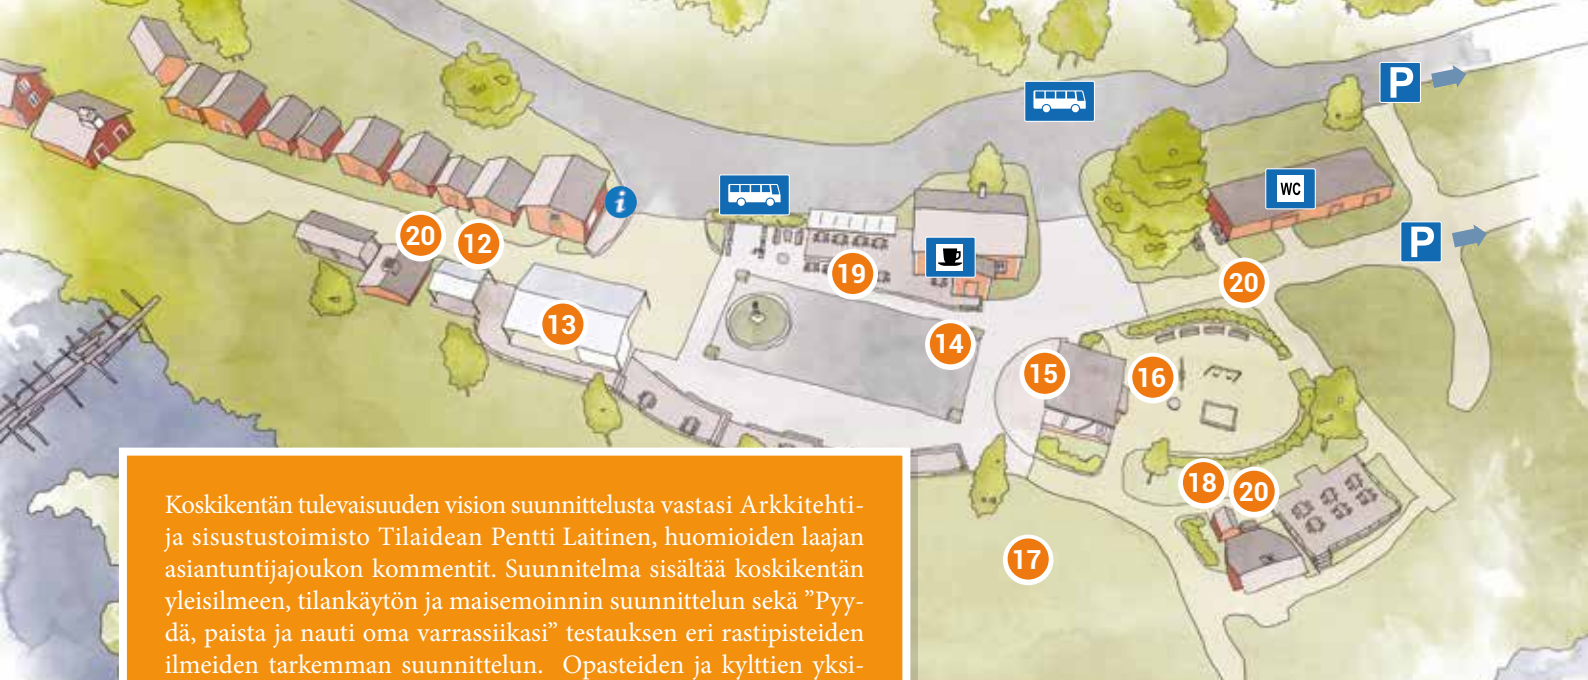 P
WC
i
20
12
P
19
20
13
14
15
16
18
20
17
Koskikentän tulevaisuuden vision suunnittelusta vastasi Arkkitehti-
ja sisustustoimisto Tilaidean Pentti Laitinen, huomioiden laajan
asiantuntijajoukon kommentit. Suunnitelma sisältää koskikentän
yleisilmeen, tilankäytön ja maisemoinnin suunnittelun sekä ”Pyy-
dä, paista ja nauti oma varrassiikasi” testauksen eri rastipisteiden
ilmeiden tarkemman suunnittelun. Opasteiden ja kylttien yksi-